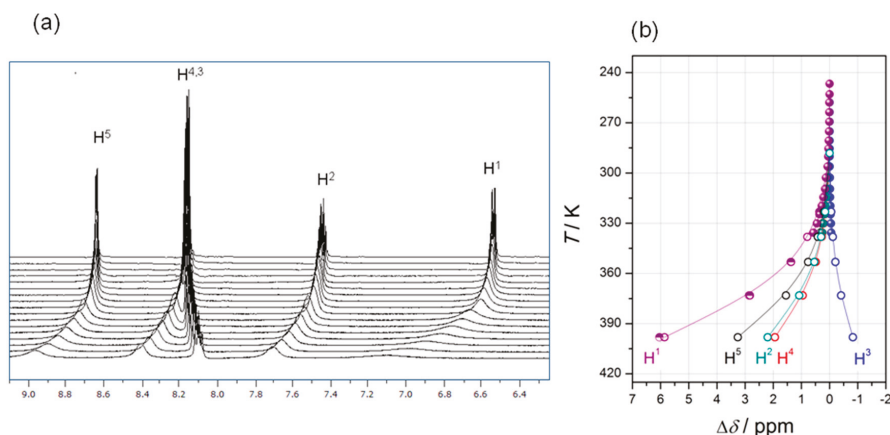 (a)
H5
H4,3
H2
H1
9.0 8.8 8.6 8.4 8.2 8.0 7.8 7.6 7.4 7.2 7.0 6.8 6.6 6.4
(b)
240
270
300
330
360
390
420
T / K
H1
H5
H2
H4
H3
7 6 5 4 3 2 1 0 -1 -2
Δδ / ppm